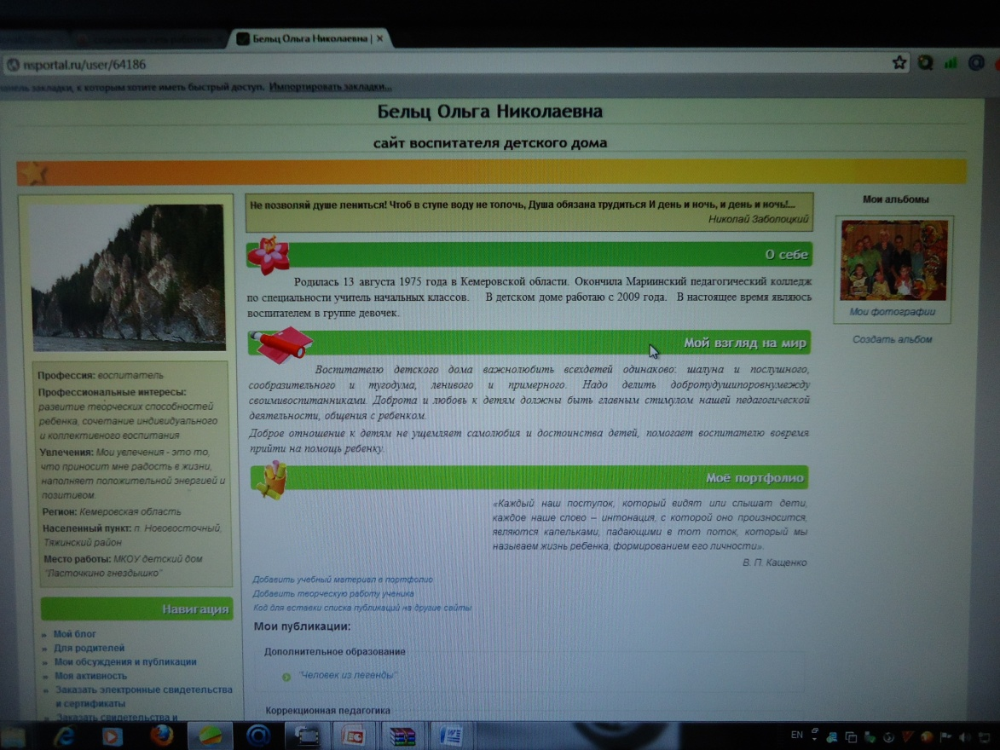 Бельц Ольга Николаевна |
nsportal.ru/user/64186
закладки, к которым хотите иметь быстрый доступ. Импортировать закладки...
Бельц Ольга Николаевна
сайт воспитателя детского дома
Не позволяй душе лениться! Чтоб в ступе воду не толочь, Душа обязана трудиться И день и ночь, и день и ночь!...
Николай Заболоцкий
О себе
Родилась 13 августа 1975 года в Кемеровской области. Окончила Мариинский педагогический колледж
по специальности учитель начальных классов. В детском доме работаю с 2009 года. В настоящее время являюсь
воспитателем в группе девочек.
Мой взгляд на мир
Воспитателю детского дома важнолюбить всехдетей одинаково: шалуна и послушного,
сообразительного и тугодума, ленивого и примерного. Надо делить добротудушипоровнумежду
своимивоспитанниками. Доброта и любовь к детям должны быть главным стимулом нашей педагогической
деятельности, общения с ребенком.
Доброе отношение к детям не ущемляет самолюбия и достоинства детей, помогает воспитателю вовремя
прийти на помощь ребенку.
Моё портфолио
«Каждый наш поступок, который видят или слышат дети,
каждое наше слово – интонация, с которой оно произносится,
являются капельками, падающими в тот поток, который мы
называем жизнь ребенка, формированием его личности».
В. П. Кащенко
Добавить учебный материал в портфолио
Добавить творческую работу ученика
Код для вставки списка публикаций на другие сайты
Мои публикации:
Дополнительное образование
"Человек из легенды"
Коррекционная педагогика
Профессия: воспитатель
Профессиональные интересы:
развитие творческих способностей
ребенка, сочетание индивидуального
и коллективного воспитания
Увлечения: Мои увлечения - это то,
что приносит мне радость в жизни,
наполняет положительной энергией и
позитивом.
Регион: Кемеровская область
Населенный пункт: п. Нововосточный,
Тяжинский район
Место работы: МКОУ детский дом
"Ласточкино гнездышко"
Навигация
Мой блог
Для родителей
Мои обсуждения и публикации
Моя активность
Заказать электронные свидетельства
и сертификаты
Заказать свидетельства и
Мои альбомы
Мои фотографии
Создать альбом
EN